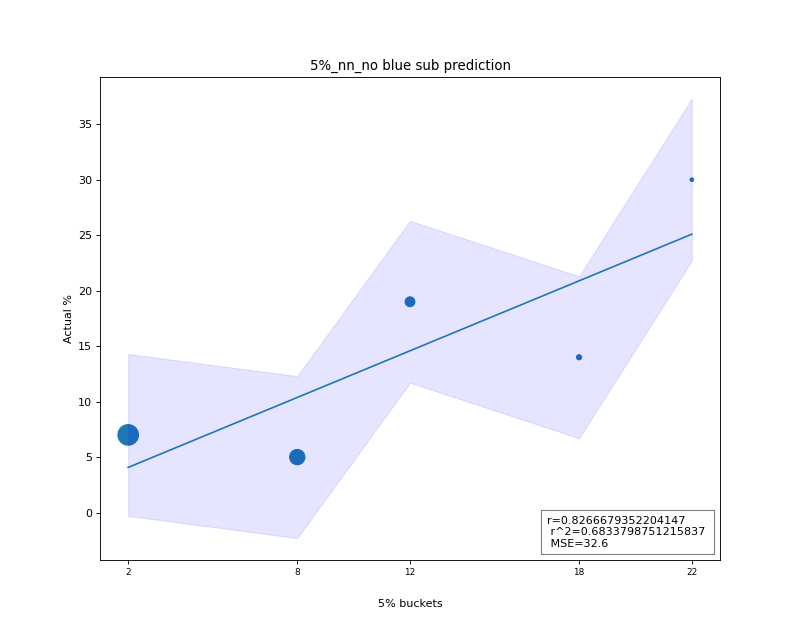 5%_nn_no blue sub prediction
Actual %
35
30
25
20
15
10
5
0
2
8
12
18
22
5% buckets
r=0.8266679352204147
r^2=0.6833798751215837
MSE=32.6